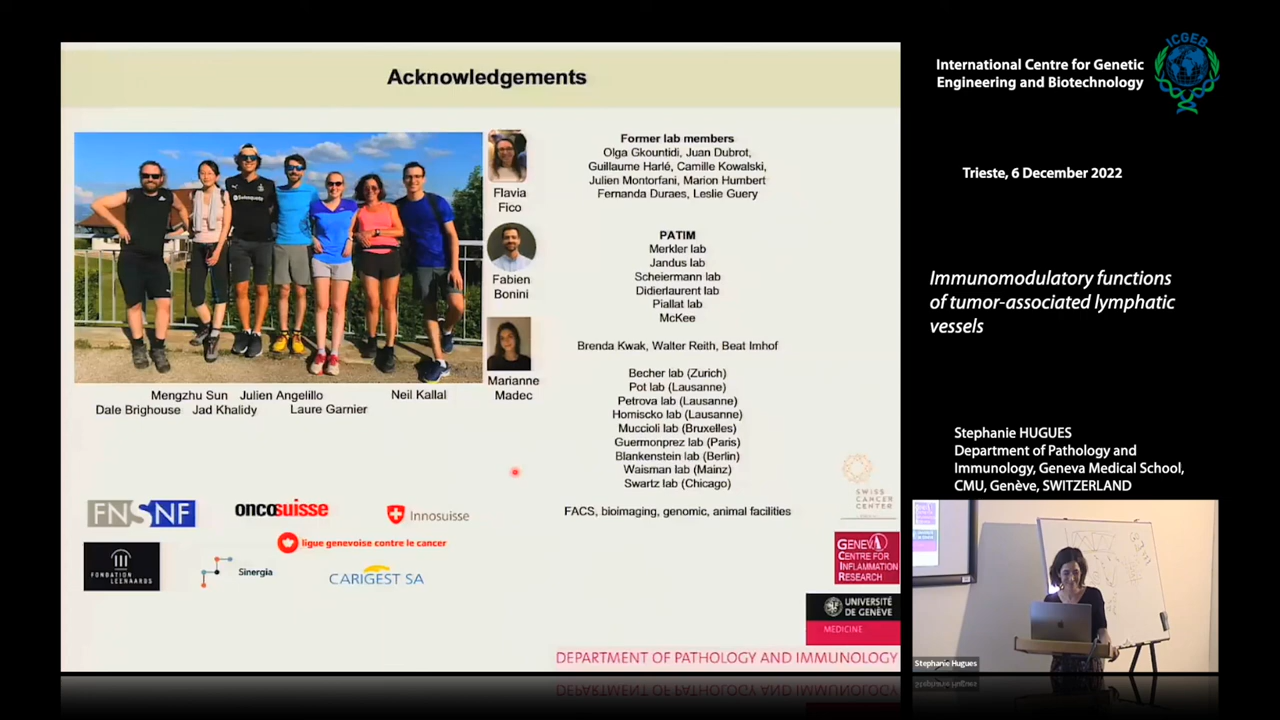 Acknowledgements
Flavia
Fico
Fabien
Bonini
Marianne
Madec
Mengzhu Sun Julien Angelillo Neil Kallal
Dale Brighouse Jad Khalidy Laure Garnier
Former lab members
Olga Gkountidi, Juan Dubrot,
Guillaume Harlé, Camille Kowalski,
Julien Montorfani, Marion Humbert
Fernanda Duraes, Leslie Guery
PATIM
Merkler lab
Jandus lab
Scheiermann lab
Didierlaurent lab
Piallat lab
McKee
Brenda Kwak, Walter Reith, Beat Imhof
Becher lab (Zurich)
Pot lab (Lausanne)
Petrova lab (Lausanne)
Homiscko lab (Lausanne)
Muccioli lab (Bruxelles)
Guermonprez lab (Paris)
Blankenstein lab (Berlin)
Waisman lab (Mainz)
Swartz lab (Chicago)
FACS, bioimaging, genomic, animal facilities
FNSNF
oncosuisse
Innosuisse
ligue genevoise contre le cancer
FONDATION
LEENAARDS
Sinergia
CARIGEST SA
SWISS
CANCER
CENTER
GENEVA
CENTRE FOR
INFLAMMATION
RESEARCH
UNIVERSITÉ
DE GENÈVE
MEDICINE
DEPARTMENT OF PATHOLOGY AND IMMUNOLOGY
International Centre for Genetic
Engineering and Biotechnology
ICGEB
Trieste, 6 December 2022
Immunomodulatory functions
of tumor-associated lymphatic
vessels
Stephanie HUGUES
Department of Pathology and
Immunology, Geneva Medical School,
CMU, Genève, SWITZERLAND
Stephanie Hugues